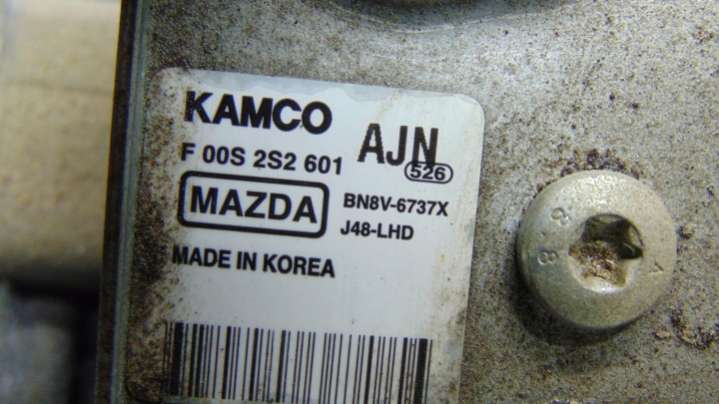 KAMCO
AJN
F 00S 2S2 601
526
MAZDA
BN8V-6737X
J48-LHD
MADE IN KOREA